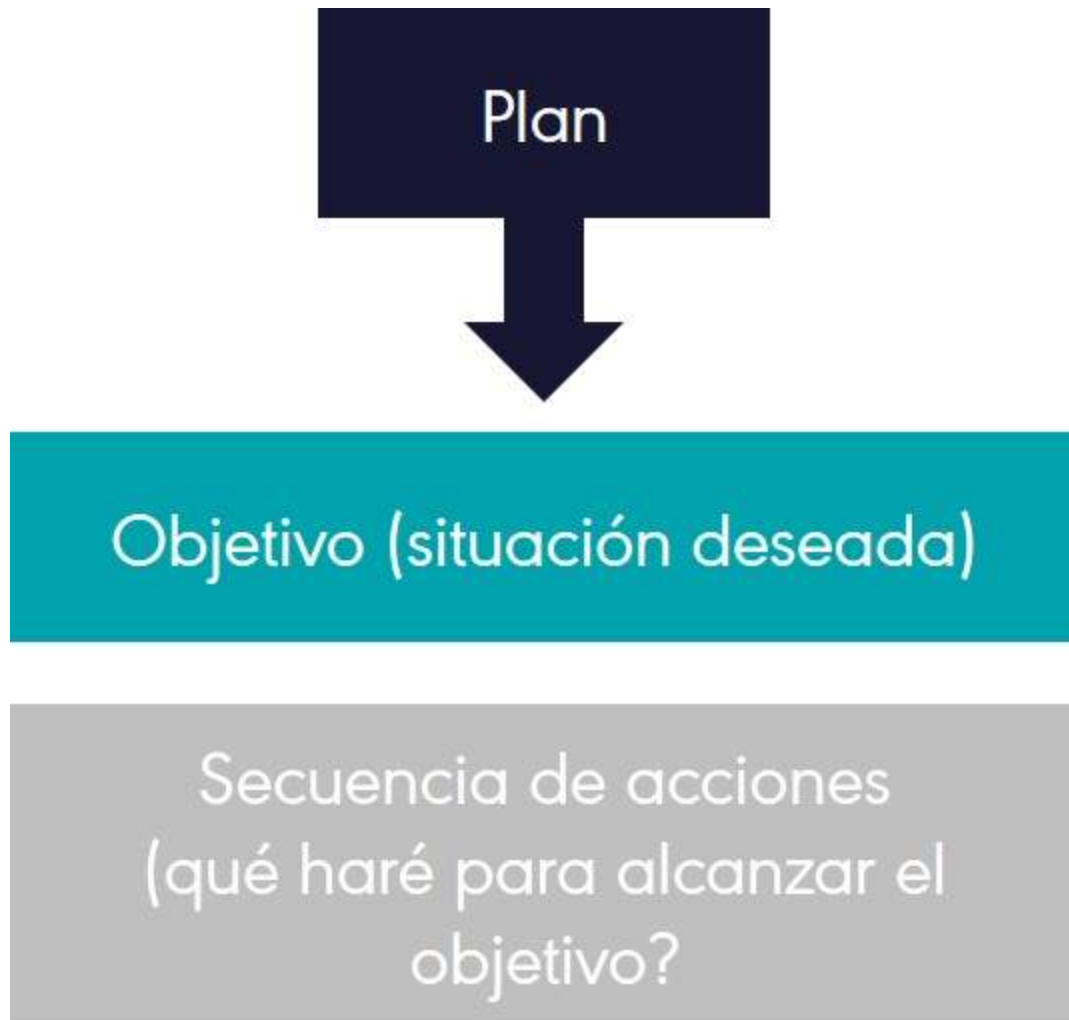 Plan
Objetivo (situación deseada)
Secuencia de acciones
(qué haré para alcanzar el
objetivo?